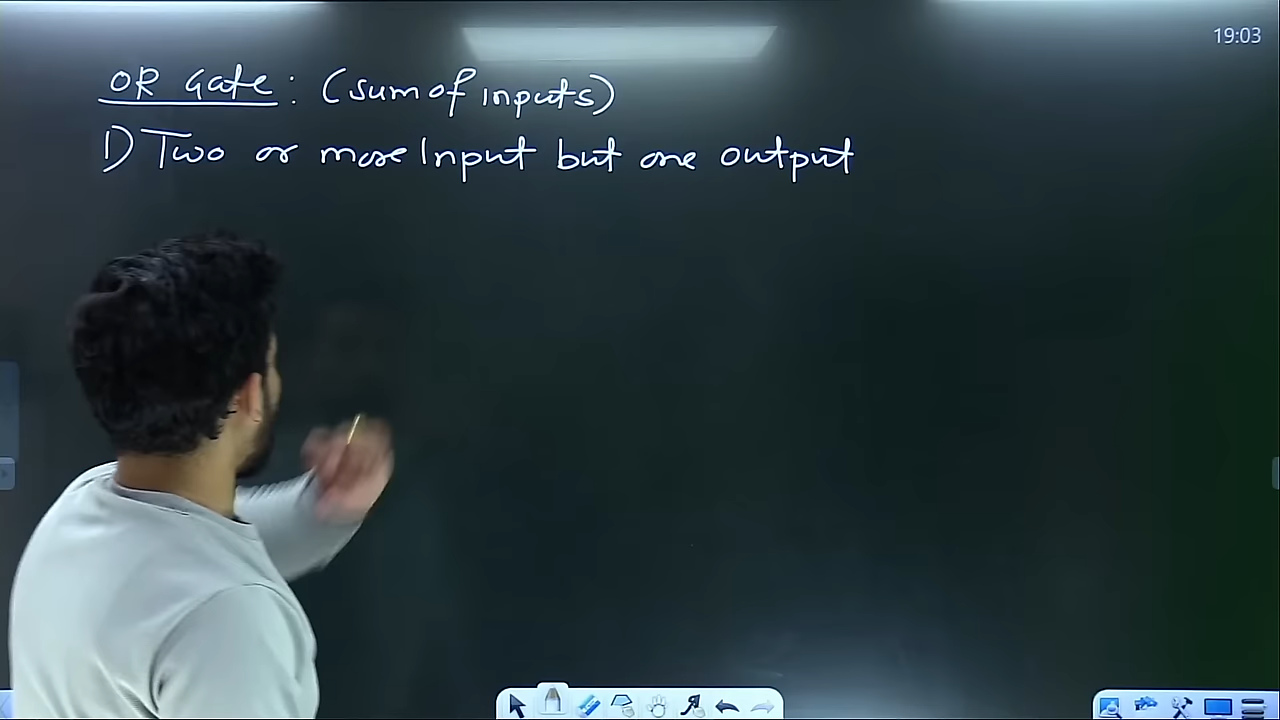 19:03
OR Gate : (sum of inputs)
1) Two or more Input but one output